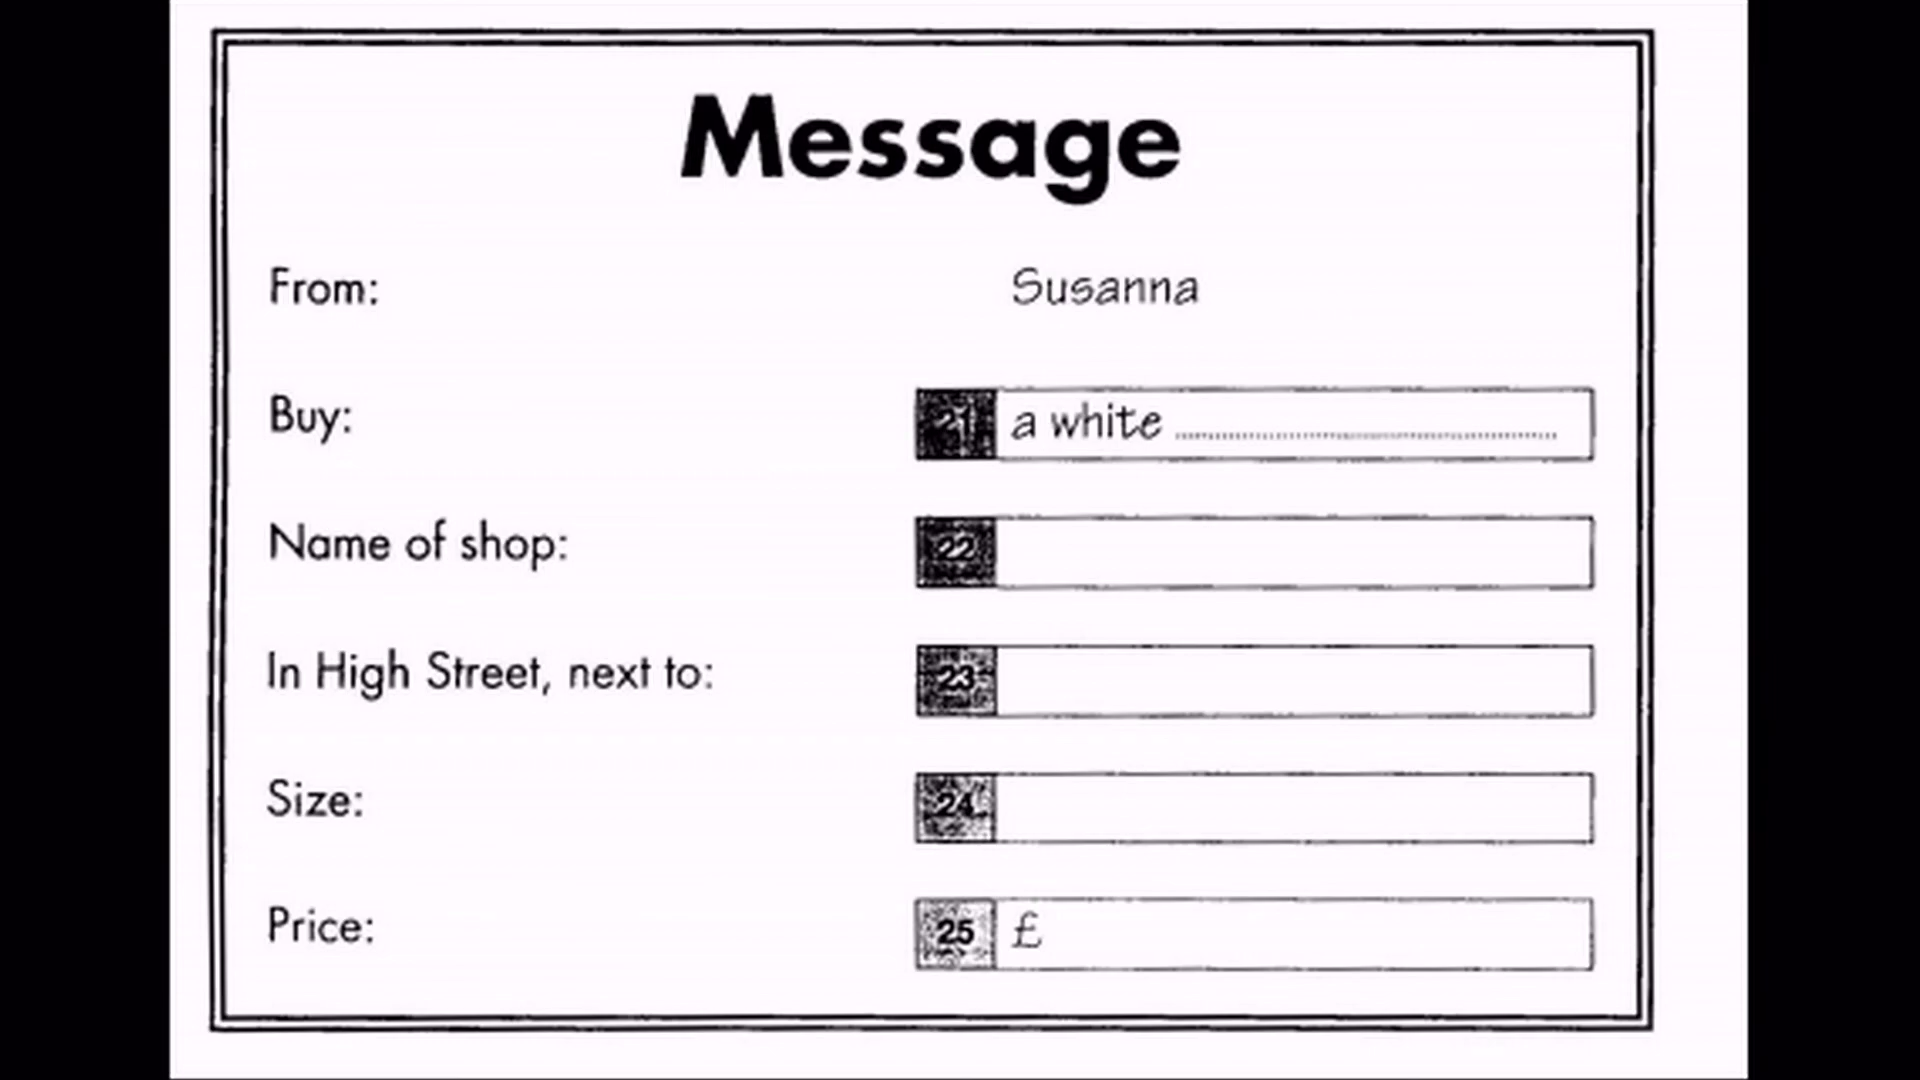 Message
From: Susanna
Buy: 21 a white ................................
Name of shop: 22
In High Street, next to: 23
Size: 24
Price: 25 £